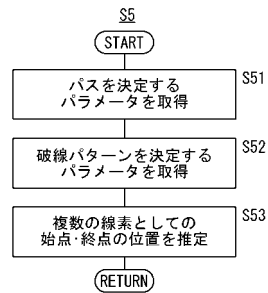 S5
START
S51
パスを決定する
パラメータを取得
S52
破線パターンを決定する
パラメータを取得
S53
複数の線素としての
始点・終点の位置を推定
RETURN